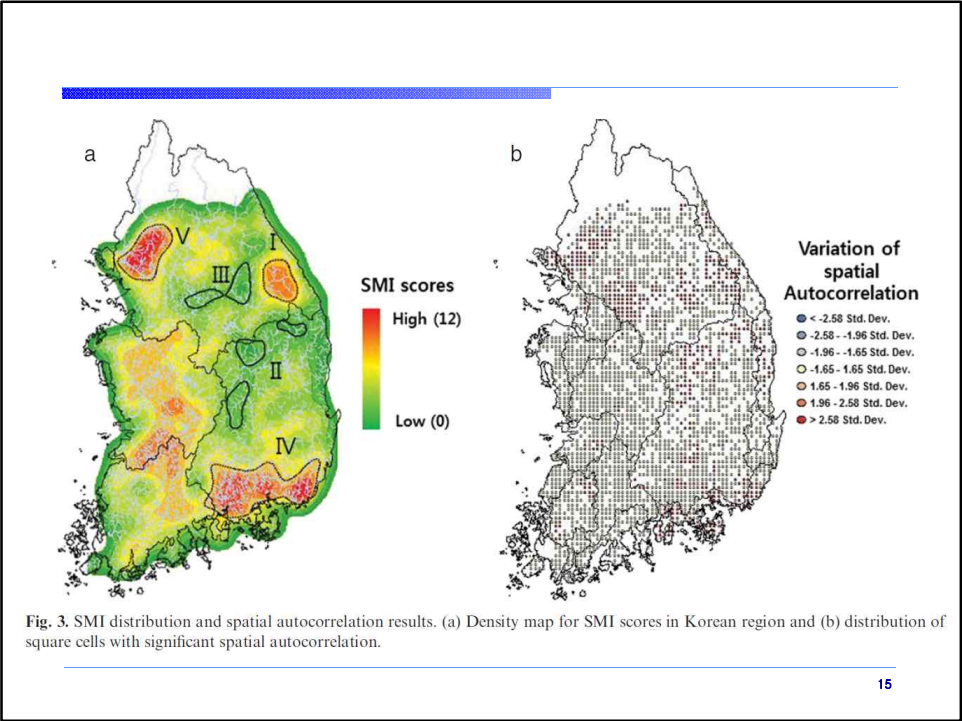 a
b
V
I
III
II
IV
SMI scores
High (12)
Low (0)
Variation of
spatial
Autocorrelation
< -2.58 Std. Dev.
-2.58 - -1.96 Std. Dev.
-1.96 - -1.65 Std. Dev.
-1.65 - 1.65 Std. Dev.
1.65 - 1.96 Std. Dev.
1.96 - 2.58 Std. Dev.
> 2.58 Std. Dev.
Fig. 3. SMI distribution and spatial autocorrelation results. (a) Density map for SMI scores in Korean region and (b) distribution of
square cells with significant spatial autocorrelation.
15